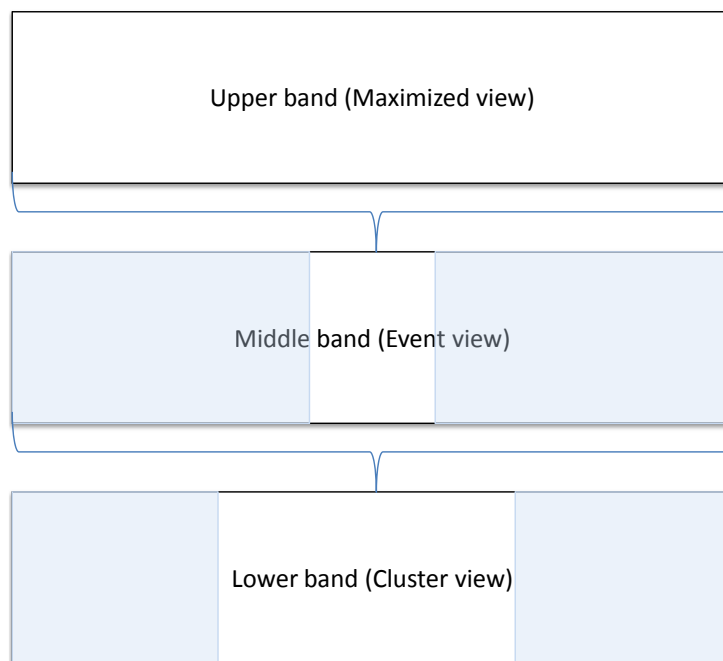 Upper band (Maximized view)
Middle band (Event view)
Lower band (Cluster view)